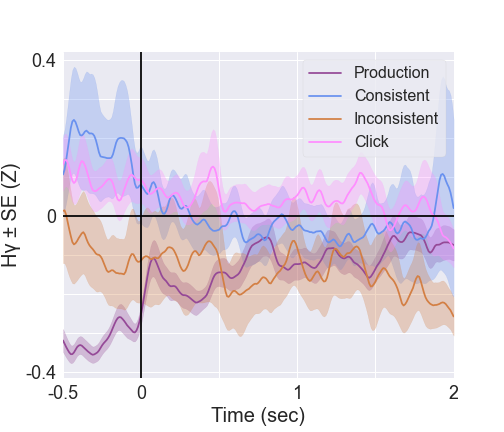 0.4
Production
Consistent
Inconsistent
Click
Hγ ± SE (Z)
0
-0.4
-0.5
0
1
2
Time (sec)